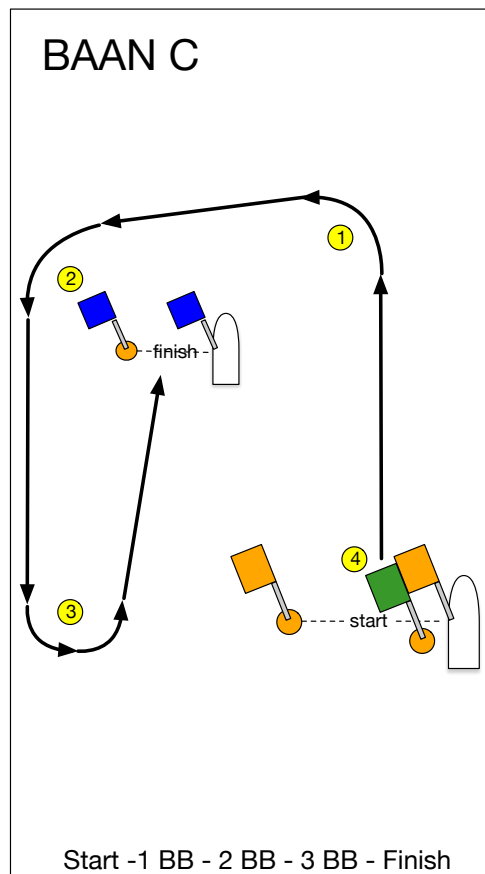 BAAN C
1
2
finish
4
3
start
Start -1 BB - 2 BB - 3 BB - Finish